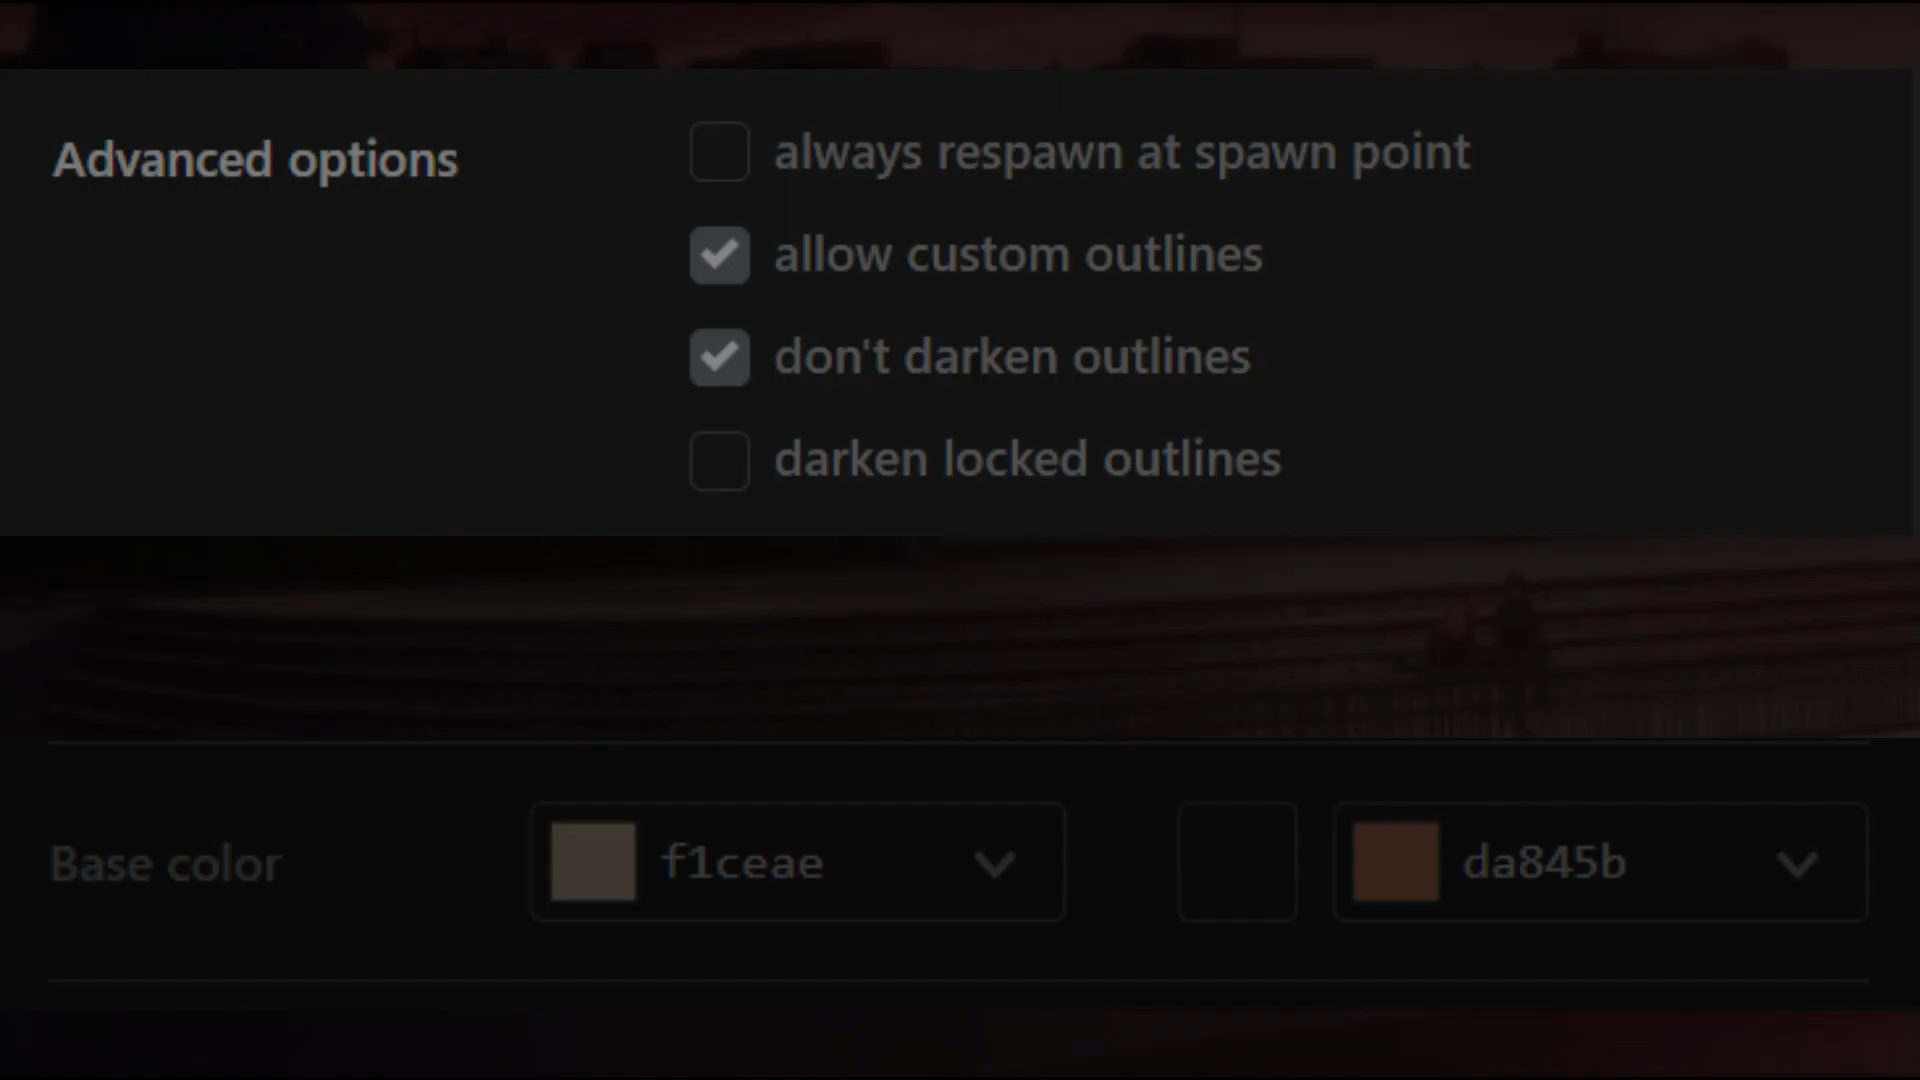 Advanced options
always respawn at spawn point
allow custom outlines
don't darken outlines
darken locked outlines
Base color f1ceae da845b